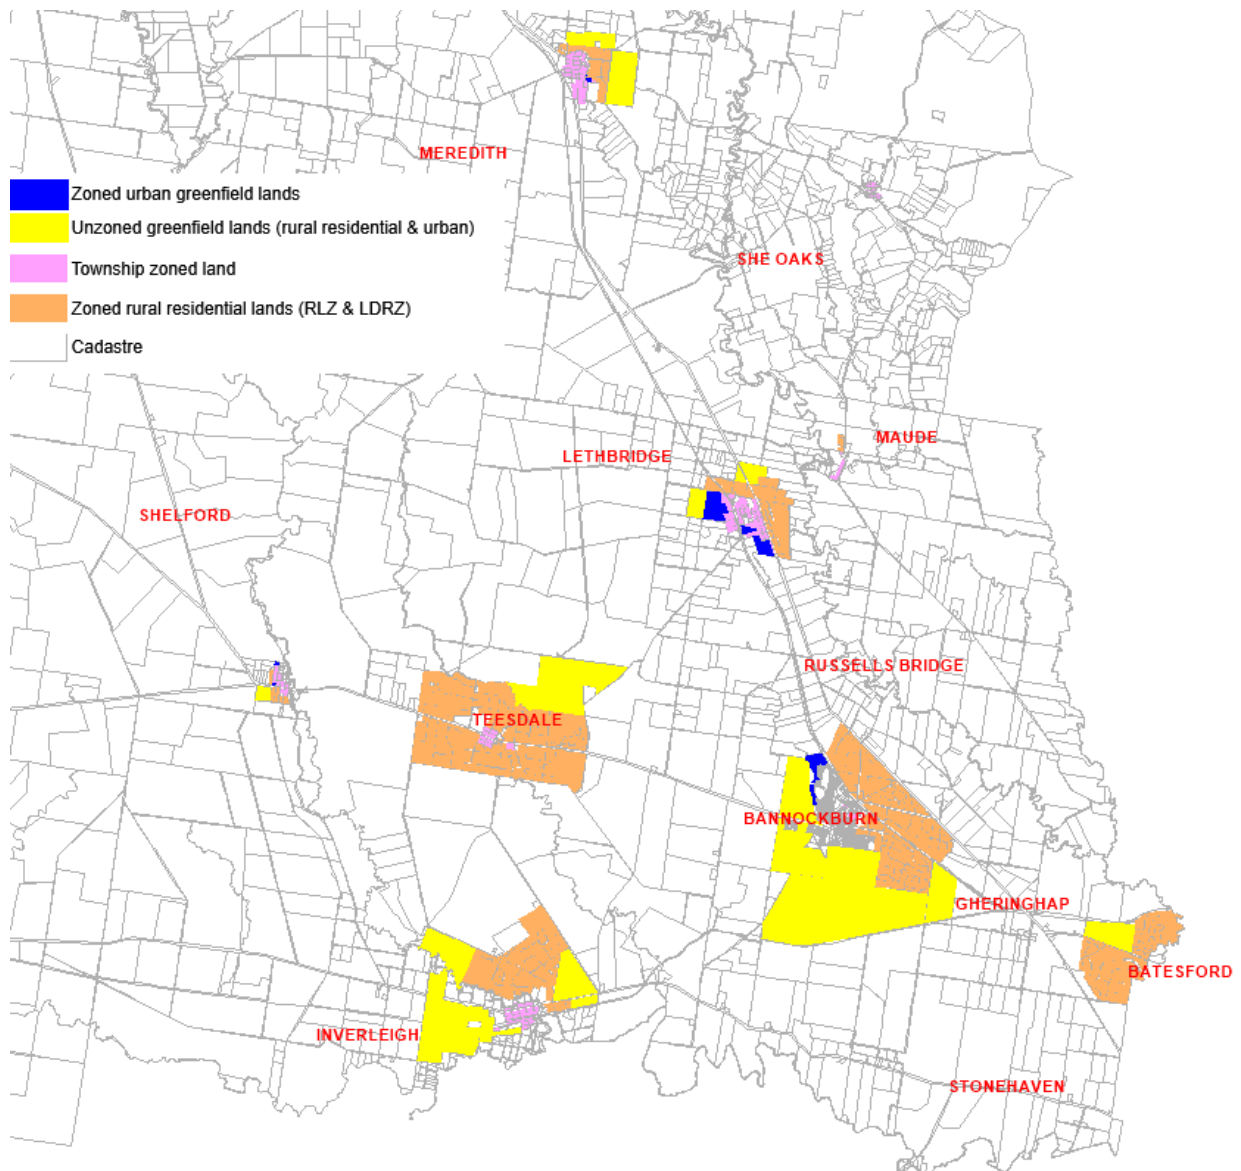 MEREDITH
Zoned urban greenfield lands
Unzoned greenfield lands (rural residential & urban)
Township zoned land
Zoned rural residential lands (RLZ & LDRZ)
Cadastre
SHE OAKS
MAUDE
LETHBRIDGE
SHELFORD
RUSSELLS BRIDGE
TEESDALE
BANNOCKBURN
GHERINGHAP
BATESFORD
INVERLEIGH
STONEHAVEN